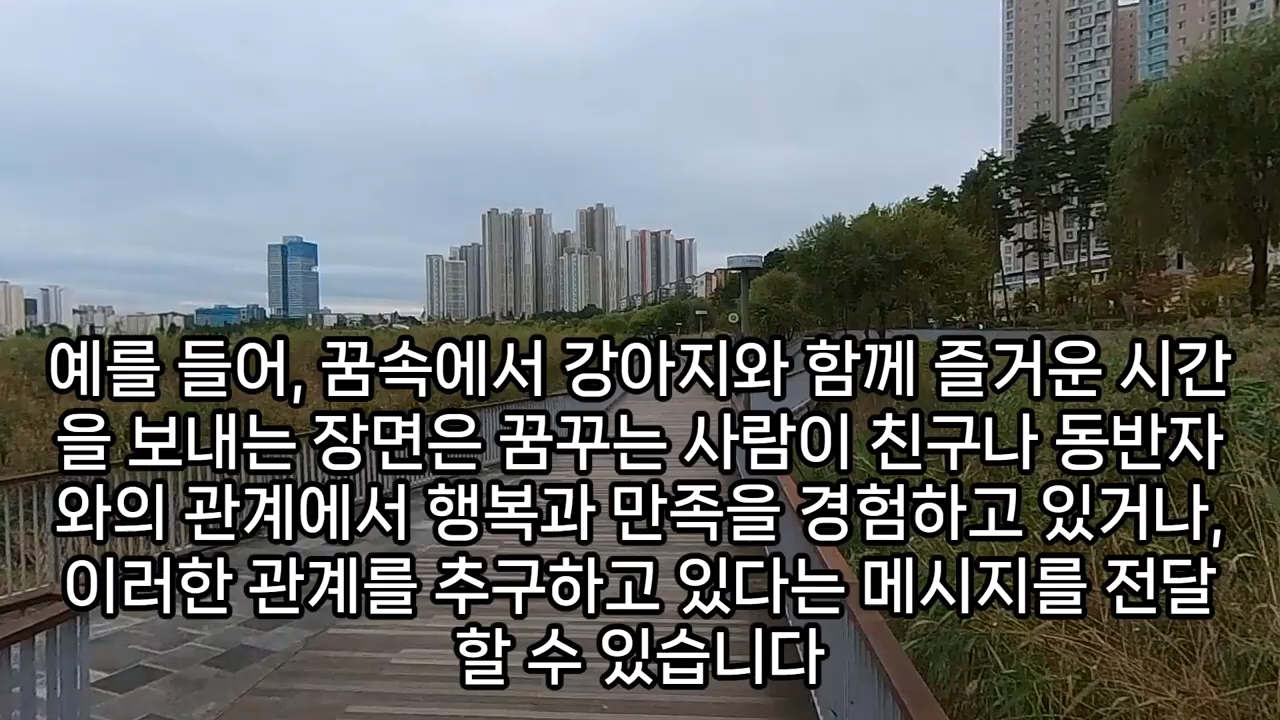 예를 들어, 꿈속에서 강아지와 함께 즐거운 시간
을 보내는 장면은 꿈꾸는 사람이 친구나 동반자
와의 관계에서 행복과 만족을 경험하고 있거나,
이러한 관계를 추구하고 있다는 메시지를 전달
할 수 있습니다